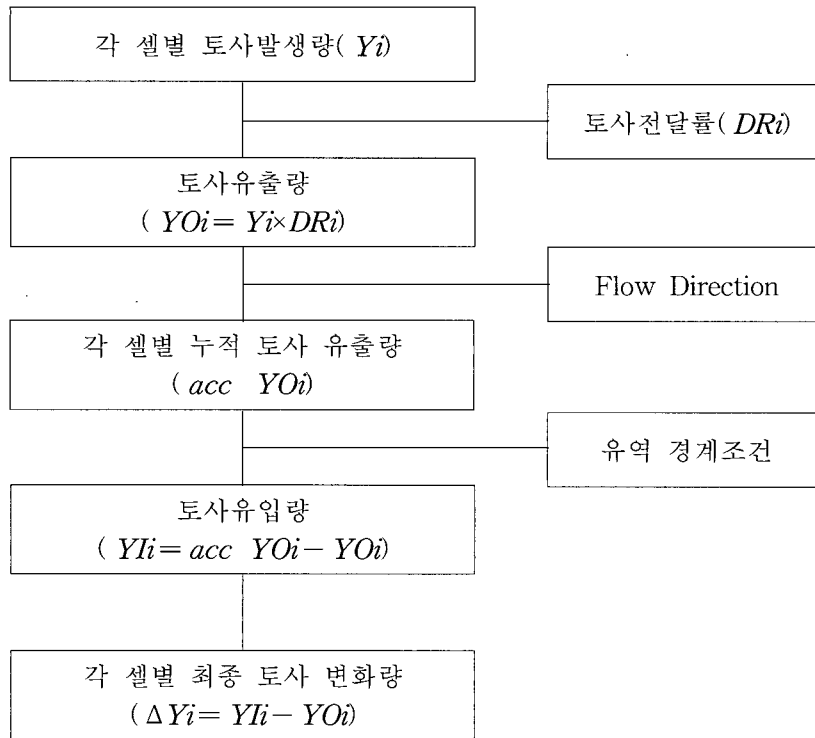 각 셀별 토사발생량( Yi)
토사전달률( DRi)
토사유출량
( YOi= Yi×DRi)
Flow Direction
각 셀별 누적 토사 유출량
( acc YOi)
유역 경계조건
토사유입량
( YIi= acc YOi- YOi)
각 셀별 최종 토사 변화량
(Δ Yi= YIi- YOi)